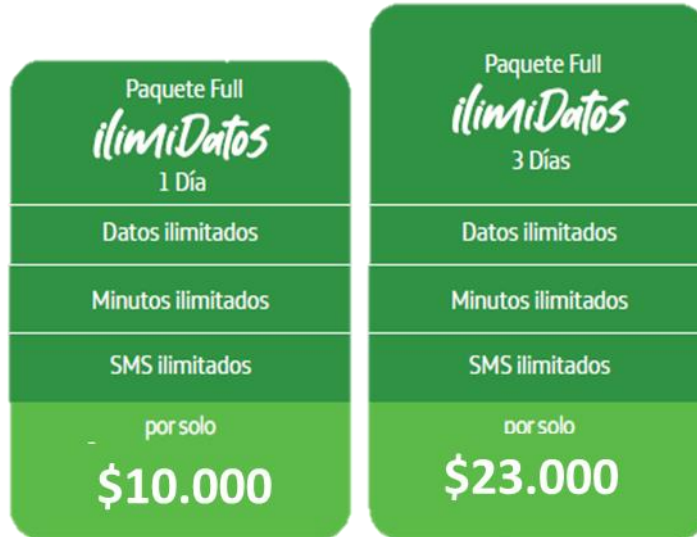 Paquete Full
ilimiDatos
1 Día
Datos ilimitados
Minutos ilimitados
SMS ilimitados
por solo
$10.000
Paquete Full
ilimiDatos
3 Días
Datos ilimitados
Minutos ilimitados
SMS ilimitados
por solo
$23.000